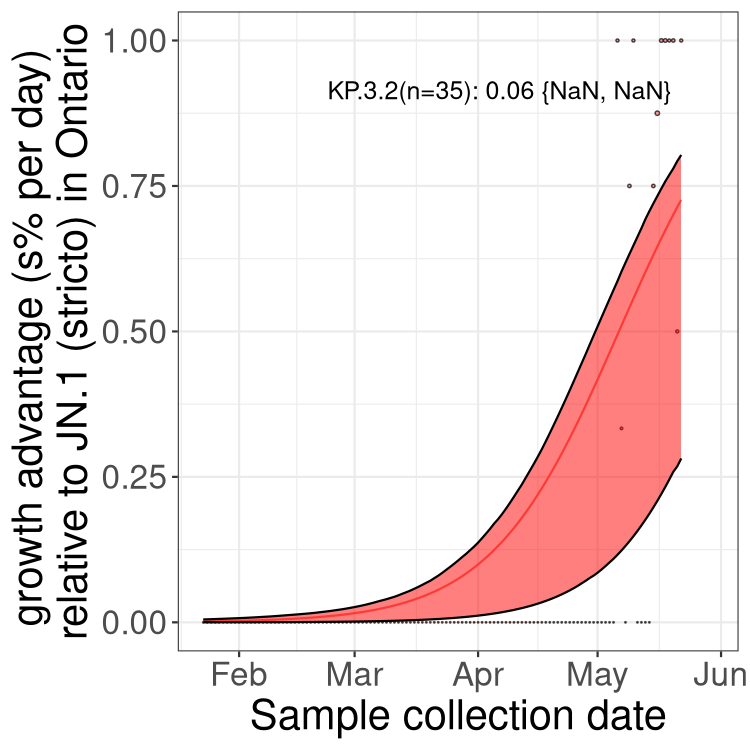 growth advantage (s% per day)
relative to JN.1 (stricto) in Ontario
1.00
0.75
0.50
0.25
0.00
KP.3.2(n=35): 0.06 {NaN, NaN}
Feb Mar Apr May Jun
Sample collection date